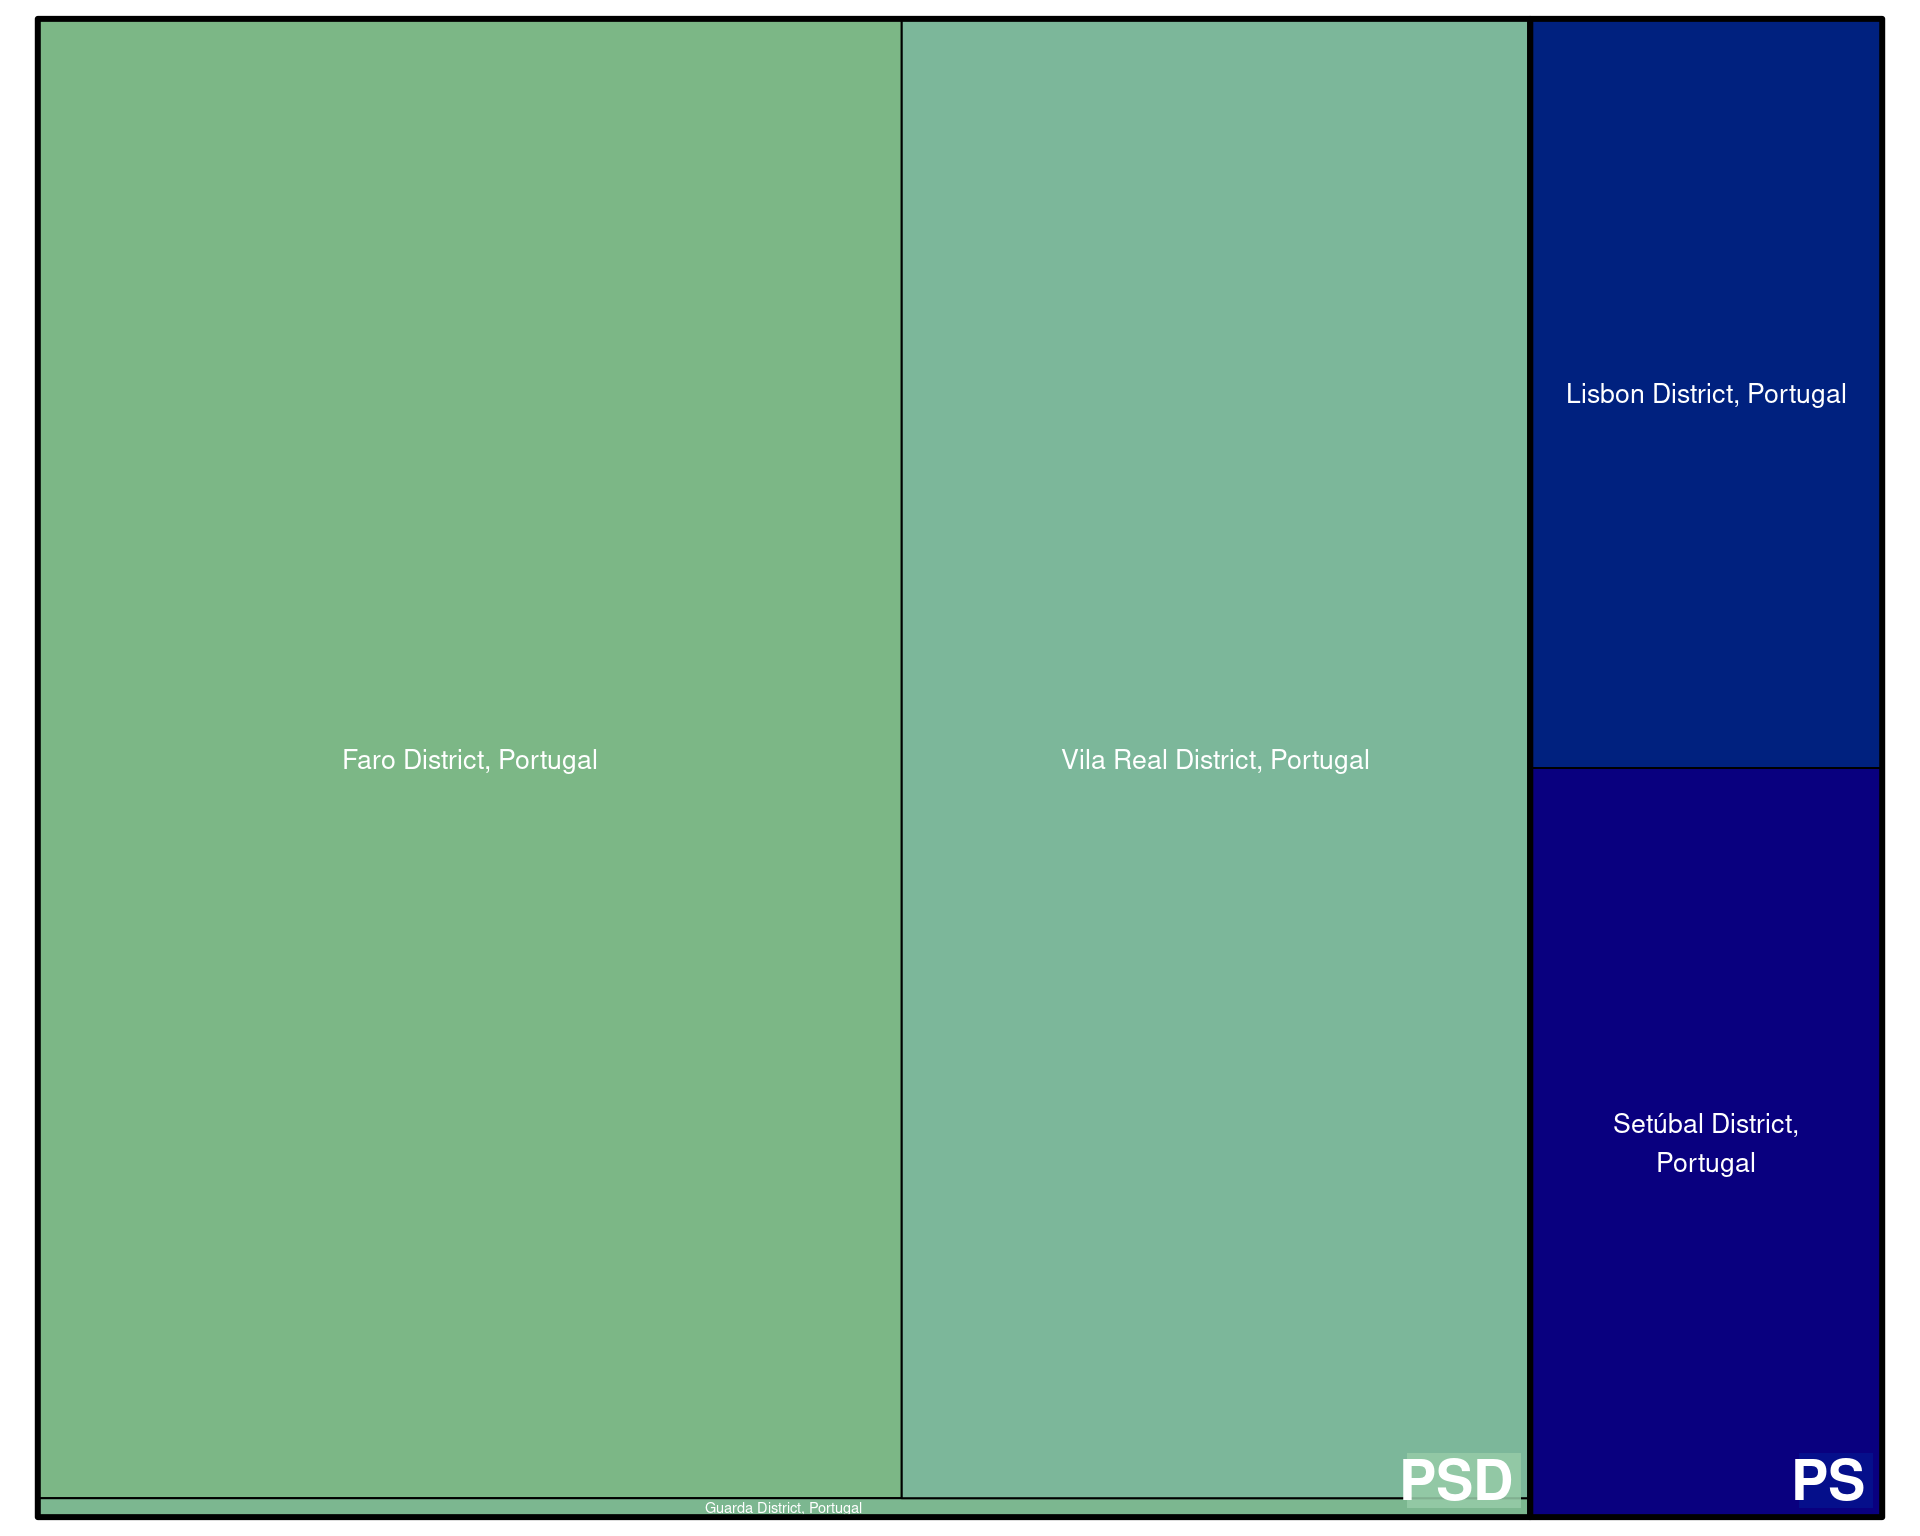 Lisbon District, Portugal
Faro District, Portugal
Vila Real District, Portugal
Setúbal District,
Portugal
PSD
PS
Guarda District, Portugal